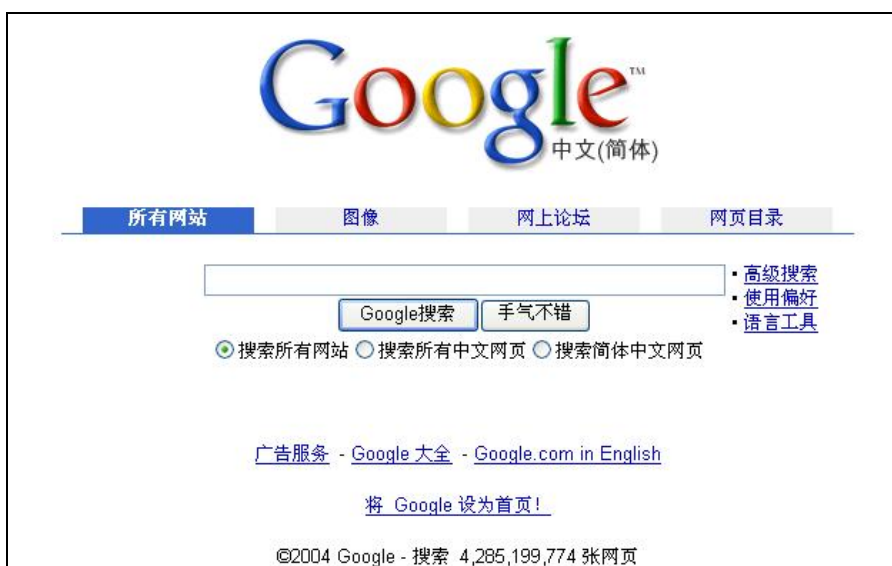 Google™
中文(简体)
所有网站 图像 网上论坛 网页目录
· 高级搜索
· 使用偏好
Google搜索 手气不错
· 语言工具
搜索所有网站 搜索所有中文网页 搜索简体中文网页
广告服务 - Google 大全 - Google.com in English
将 Google 设为首页!
©2004 Google - 搜索 4,285,199,774 张网页